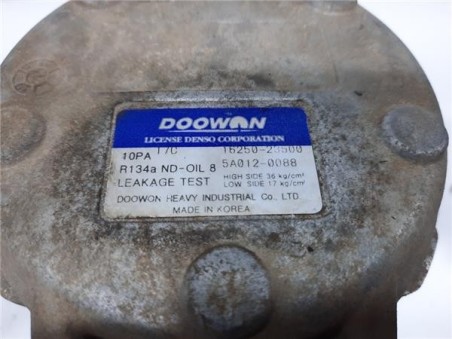 DOOWON
LICENSE DENSO CORPORATION
10PA 17C 16250-23500
R134a ND-OIL 8 5A012-0088
LEAKAGE TEST HIGH SIDE 36 kg/cm²
LOW SIDE 17 kg/cm²
DOOWON HEAVY INDUSTRIAL Co., LTD
MADE IN KOREA